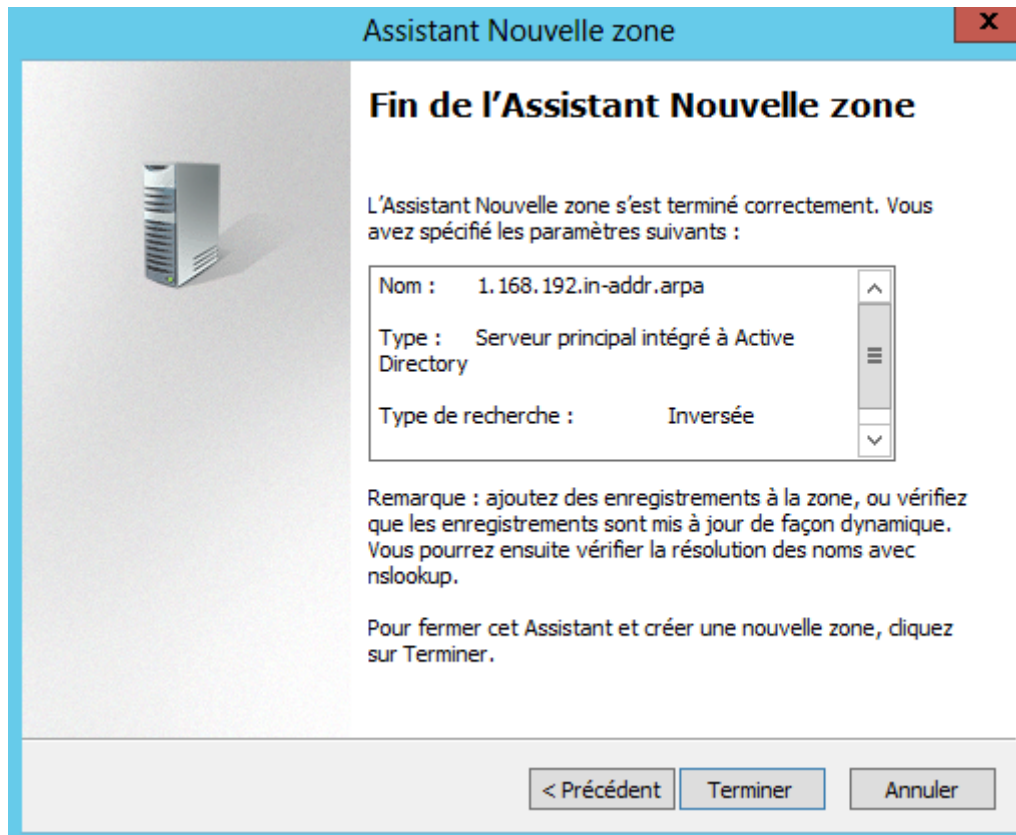 Assistant Nouvelle zone
x
Fin de l'Assistant Nouvelle zone
L'Assistant Nouvelle zone s'est terminé correctement. Vous
avez spécifié les paramètres suivants :
Nom : 1.168.192.in-addr.arpa
Type : Serveur principal intégré à Active
Directory
Type de recherche : Inversée
Remarque : ajoutez des enregistrements à la zone, ou vérifiez
que les enregistrements sont mis à jour de façon dynamique.
Vous pourrez ensuite vérifier la résolution des noms avec
nslookup.
Pour fermer cet Assistant et créer une nouvelle zone, cliquez
sur Terminer.
< Précédent Terminer Annuler